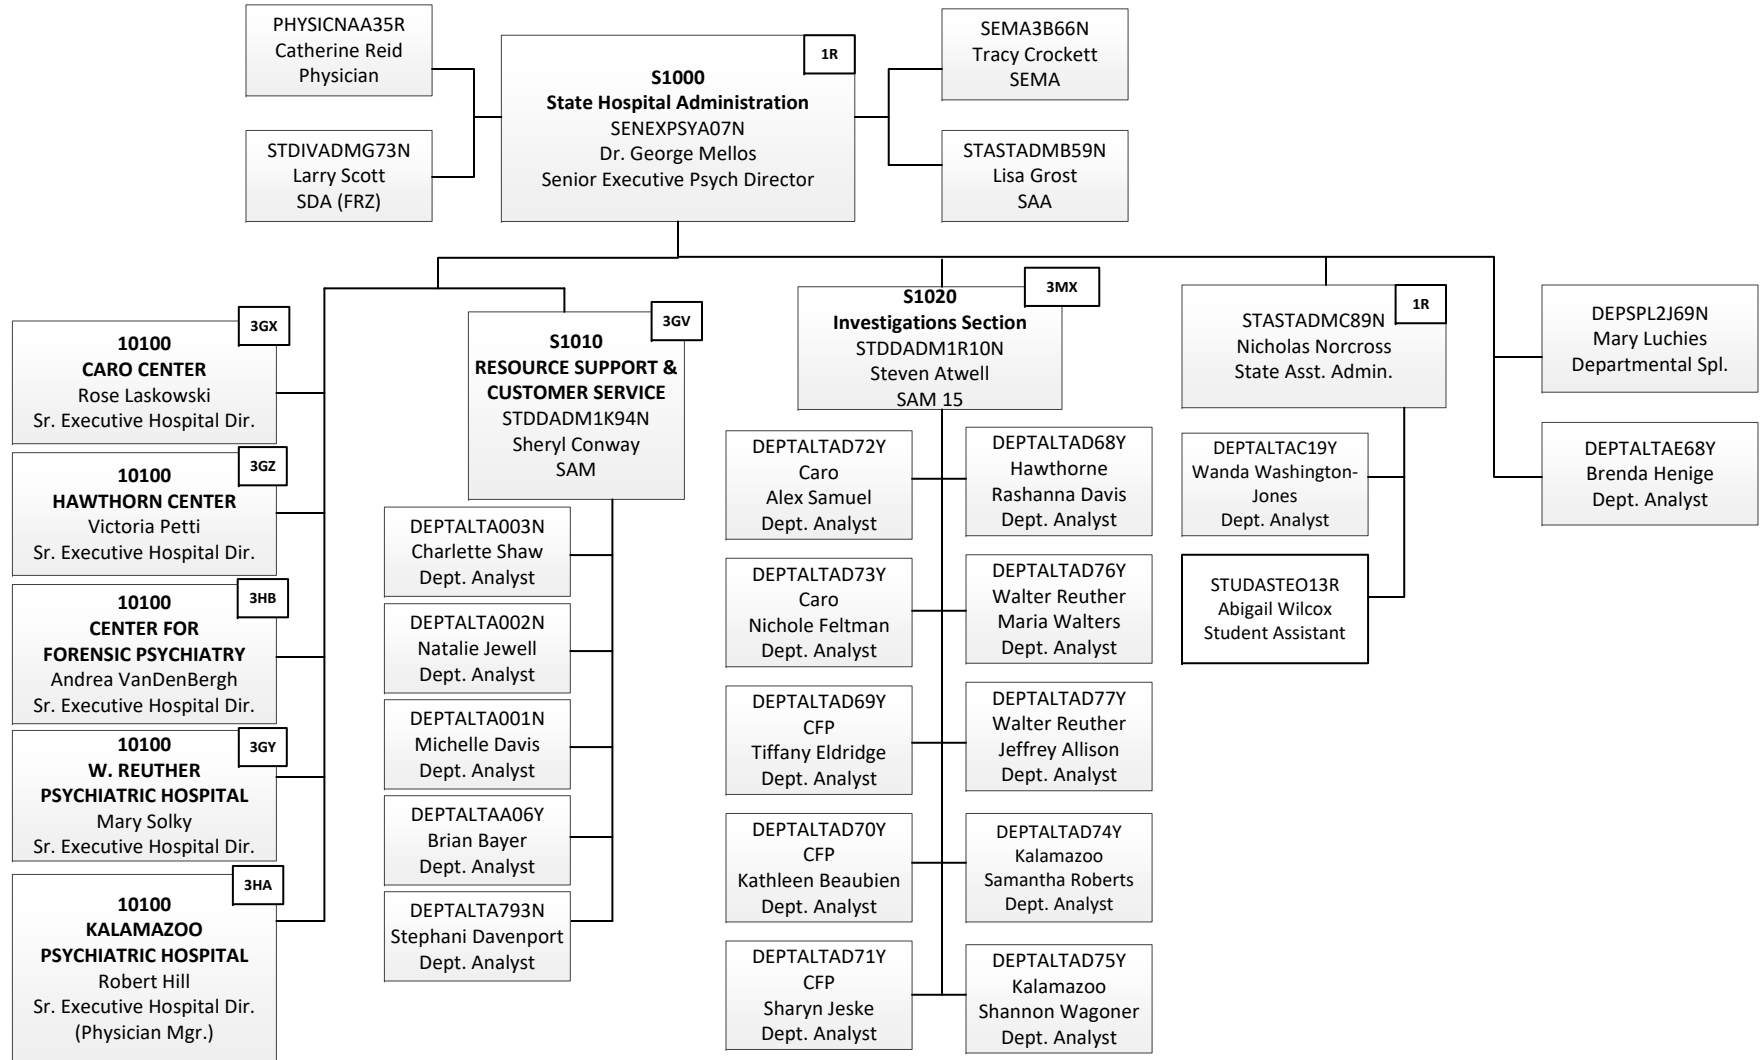 PHYSICNAA35R
Catherine Reid
Physician
STDIVADMG73N
Larry Scott
SDA (FRZ)
1R
S1000
State Hospital Administration
SENEXPSYA07N
Dr. George Mellos
Senior Executive Psych Director
SEMA3B66N
Tracy Crockett
SEMA
STASTADMB59N
Lisa Grost
SAA
3GX
10100
CARO CENTER
Rose Laskowski
Sr. Executive Hospital Dir.
3GZ
10100
HAWTHORN CENTER
Victoria Petti
Sr. Executive Hospital Dir.
3HB
10100
CENTER FOR
FORENSIC PSYCHIATRY
Andrea VanDenBergh
Sr. Executive Hospital Dir.
3GY
10100
W. REUTHER
PSYCHIATRIC HOSPITAL
Mary Solky
Sr. Executive Hospital Dir.
3HA
10100
KALAMAZOO
PSYCHIATRIC HOSPITAL
Robert Hill
Sr. Executive Hospital Dir.
(Physician Mgr.)
3GV
S1010
RESOURCE SUPPORT &
CUSTOMER SERVICE
STDDADM1K94N
Sheryl Conway
SAM
DEPTALTA003N
Charlette Shaw
Dept. Analyst
DEPTALTA002N
Natalie Jewell
Dept. Analyst
DEPTALTA001N
Michelle Davis
Dept. Analyst
DEPTALTAA06Y
Brian Bayer
Dept. Analyst
DEPTALTA793N
Stephani Davenport
Dept. Analyst
3MX
S1020
Investigations Section
STDDADM1R10N
Steven Atwell
SAM 15
DEPTALTAD72Y
Caro
Alex Samuel
Dept. Analyst
DEPTALTAD68Y
Hawthorne
Rashanna Davis
Dept. Analyst
DEPTALTAD73Y
Caro
Nichole Feltman
Dept. Analyst
DEPTALTAD76Y
Walter Reuther
Maria Walters
Dept. Analyst
DEPTALTAD69Y
CFP
Tiffany Eldridge
Dept. Analyst
DEPTALTAD77Y
Walter Reuther
Jeffrey Allison
Dept. Analyst
DEPTALTAD70Y
CFP
Kathleen Beaubien
Dept. Analyst
DEPTALTAD74Y
Kalamazoo
Samantha Roberts
Dept. Analyst
DEPTALTAD71Y
CFP
Sharyn Jeske
Dept. Analyst
DEPTALTAD75Y
Kalamazoo
Shannon Wagoner
Dept. Analyst
1R
STASTADMC89N
Nicholas Norcross
State Asst. Admin.
DEPTALTAC19Y
Wanda Washington-
Jones
Dept. Analyst
STUDASTEO13R
Abigail Wilcox
Student Assistant
DEPSPL2J69N
Mary Luchies
Departmental Spl.
DEPTALTAE68Y
Brenda Henige
Dept. Analyst